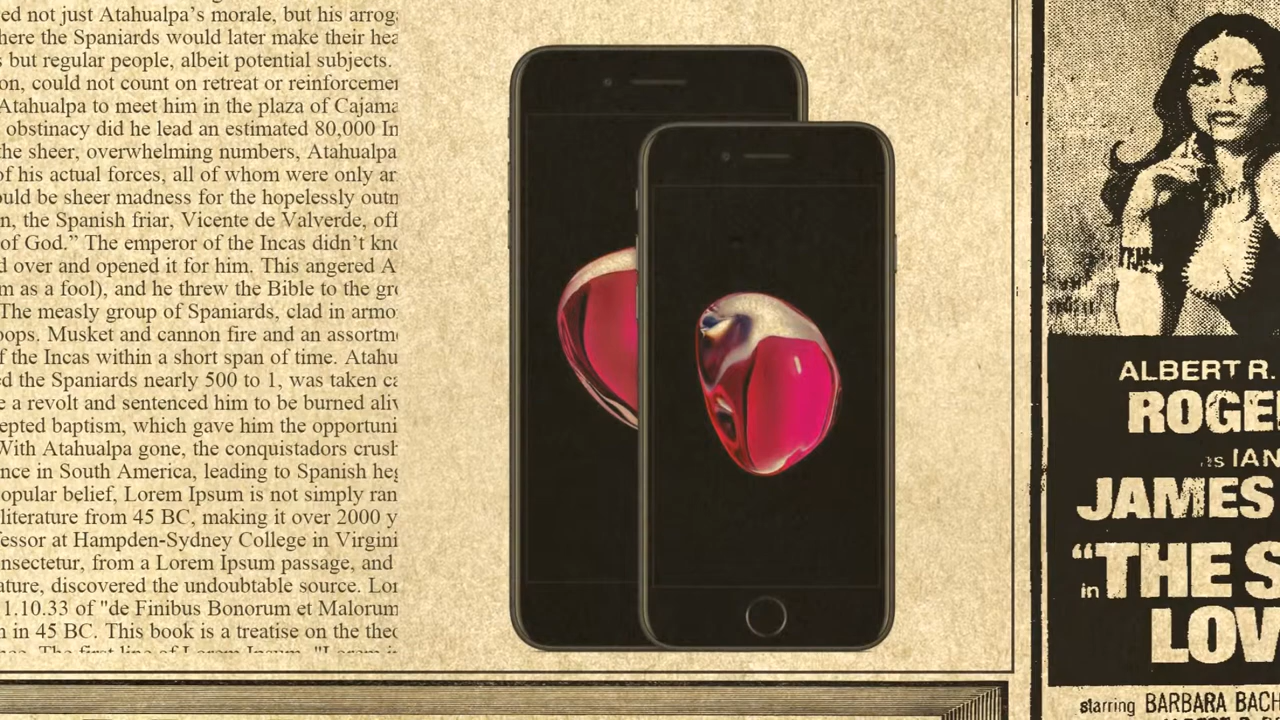 ed not just Atahualpa's morale, but his arrog
here the Spaniards would later make their hea
s but regular people, albeit potential subjects.
on, could not count on retreat or reinforcemen
Atahualpa to meet him in the plaza of Cajama
obstinacy did he lead an estimated 80,000 In
the sheer, overwhelming numbers, Atahualpa
of his actual forces, all of whom were only ar
ould be sheer madness for the hopelessly outn
n, the Spanish friar, Vicente de Valverde, off
of God.” The emperor of the Incas didn't kno
d over and opened it for him. This angered A
m as a fool), and he threw the Bible to the gro
The measly group of Spaniards, clad in armo
oops. Musket and cannon fire and an assortme
f the Incas within a short span of time. Atahu
ed the Spaniards nearly 500 to 1, was taken ca
e a revolt and sentenced him to be burned aliv
epted baptism, which gave him the opportuni
With Atahualpa gone, the conquistadors crush
nce in South America, leading to Spanish heg
opular belief, Lorem Ipsum is not simply ran
literature from 45 BC, making it over 2000 y
fessor at Hampden-Sydney College in Virgini
onsectetur, from a Lorem Ipsum passage, and
ature, discovered the undoubtable source. Lor
1.10.33 of "de Finibus Bonorum et Malorum
n in 45 BC. This book is a treatise on the theo
The first line of Lorem Ipsum, "Lorem i
ALBERT R.
ROGE
as IAN
JAMES
in “THE S
LOV
starring BARBARA BACH